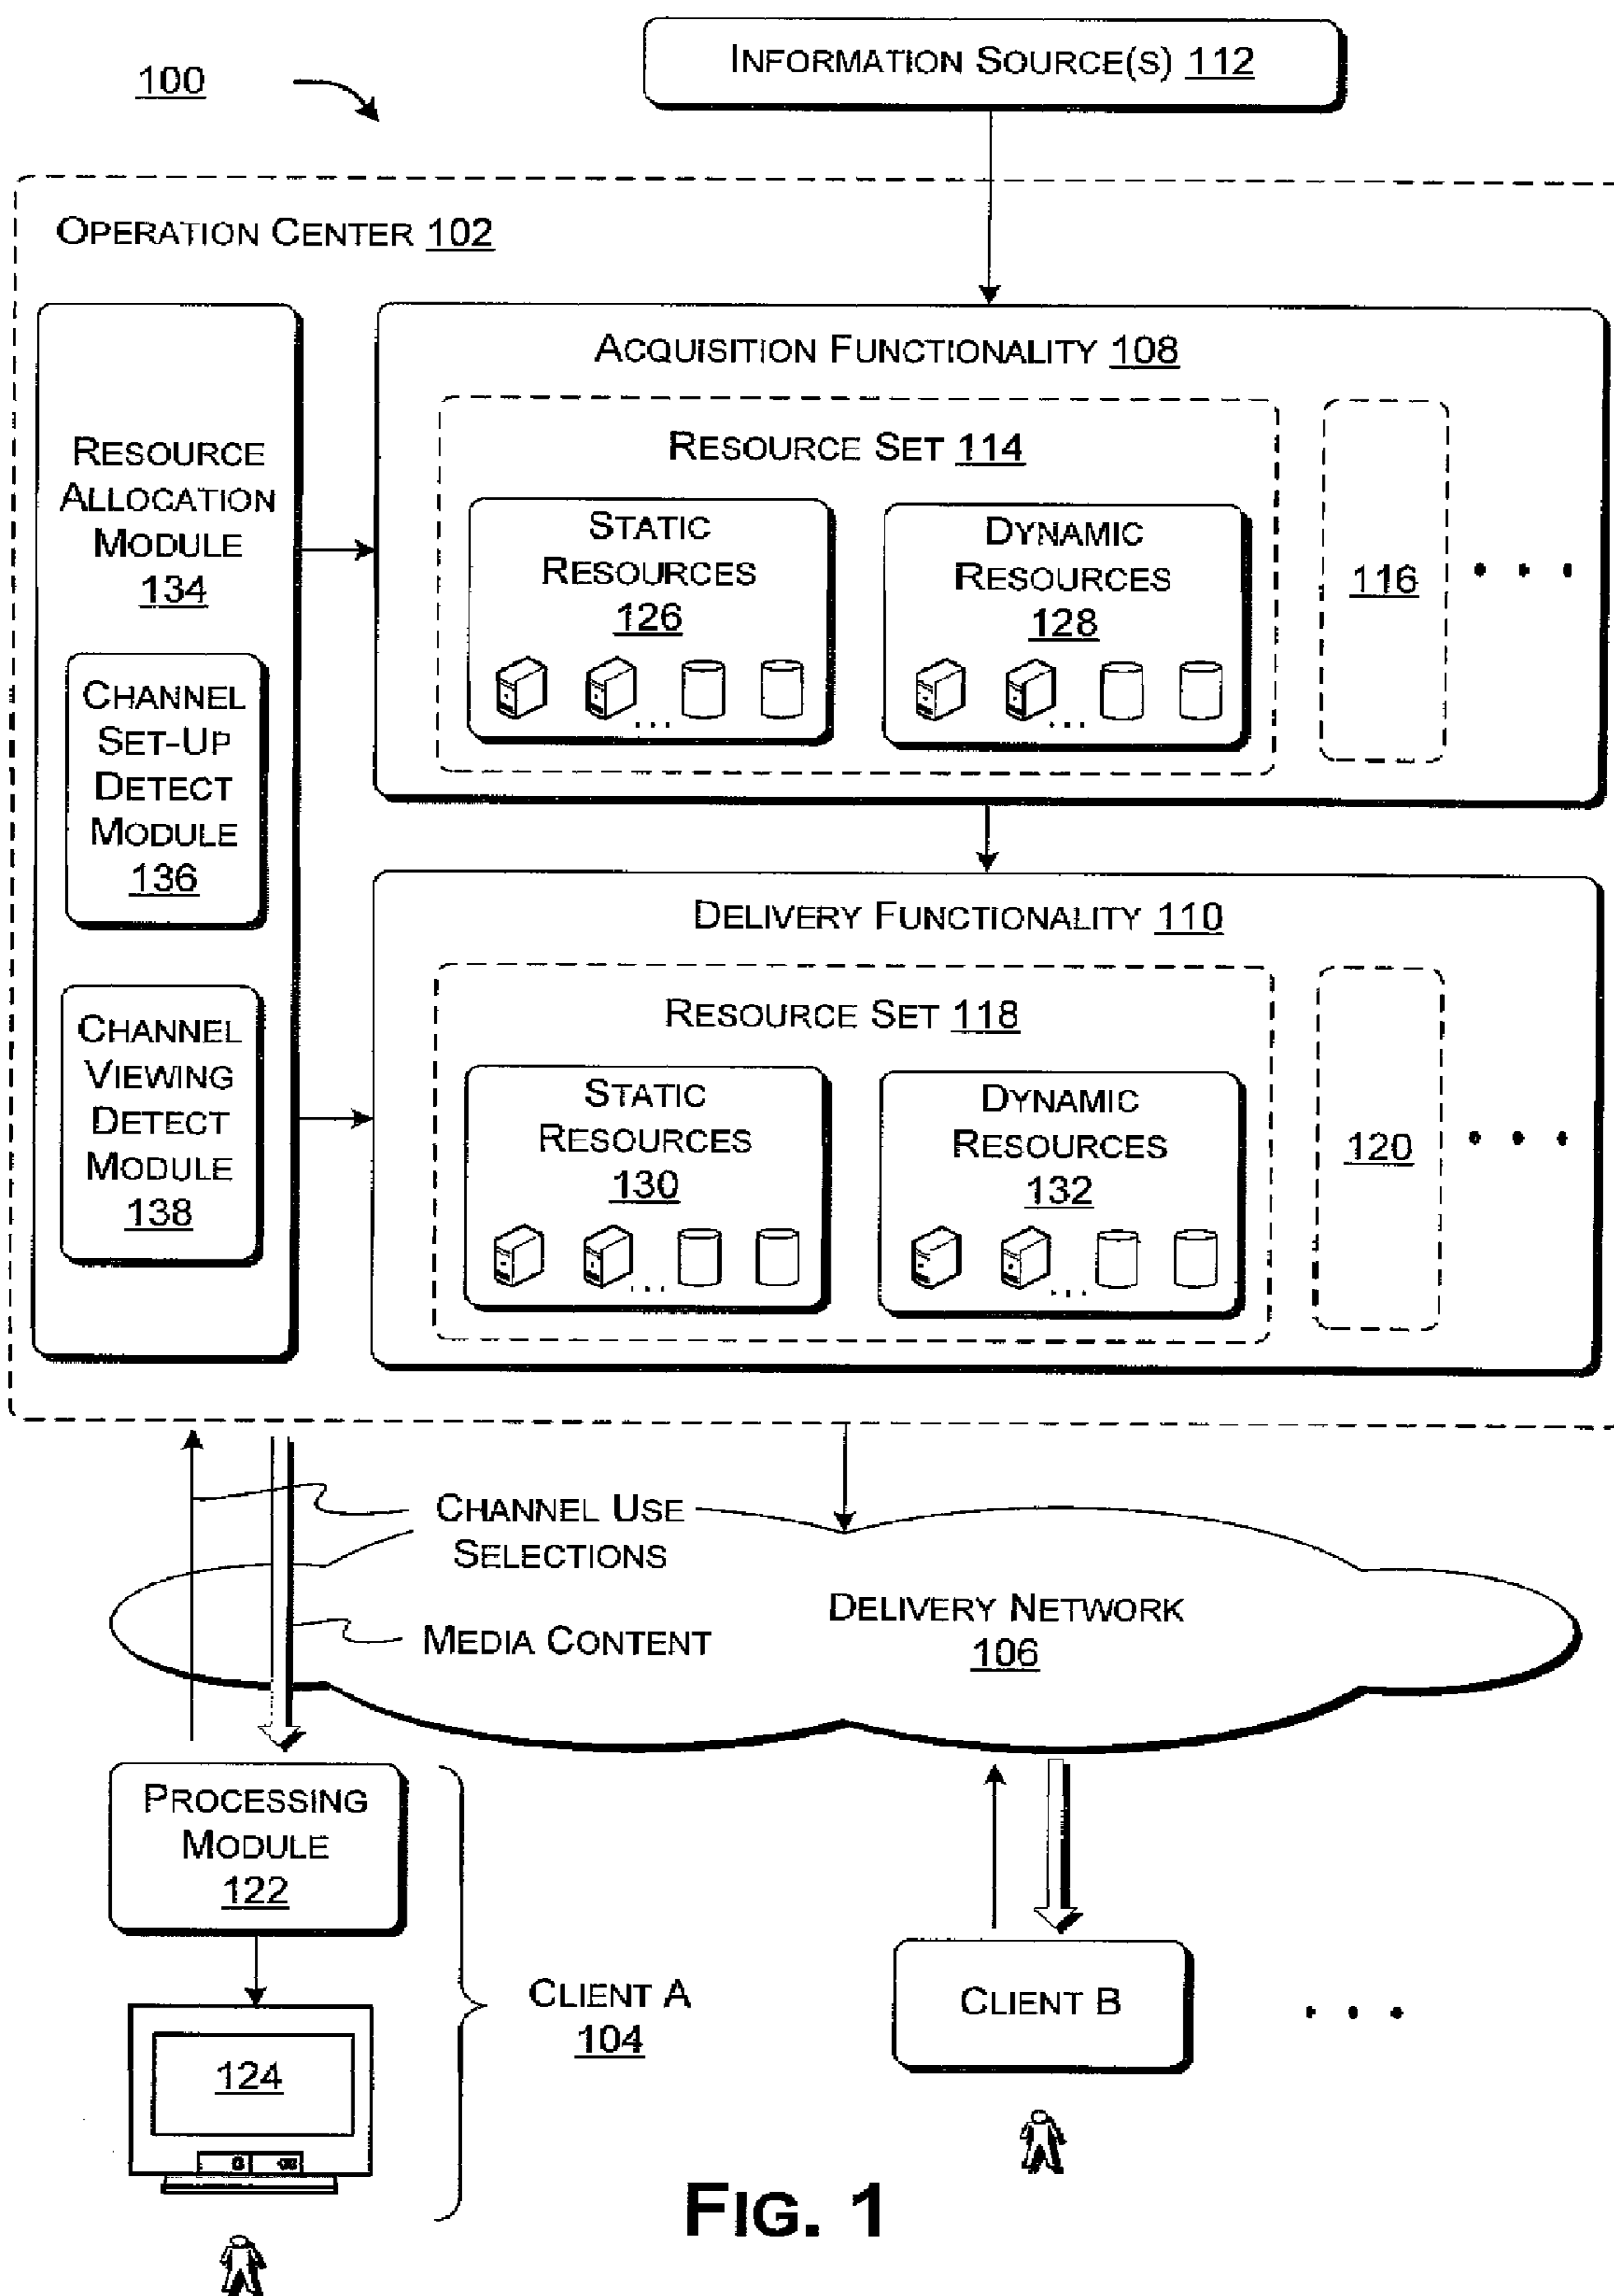 100
INFORMATION SOURCE(S) 112
OPERATION CENTER 102
RESOURCE
ALLOCATION
MODULE
134
CHANNEL
SET-UP
DETECT
MODULE
136
CHANNEL
VIEWING
DETECT
MODULE
138
ACQUISITION FUNCTIONALITY 108
RESOURCE SET 114
STATIC
RESOURCES
126
...
DYNAMIC
RESOURCES
128
...
116
• • •
DELIVERY FUNCTIONALITY 110
RESOURCE SET 118
STATIC
RESOURCES
130
...
DYNAMIC
RESOURCES
132
...
120
• • •
CHANNEL USE
SELECTIONS
MEDIA CONTENT
DELIVERY NETWORK
106
PROCESSING
MODULE
122
124
CLIENT A
104
CLIENT B
• • •
FIG. 1